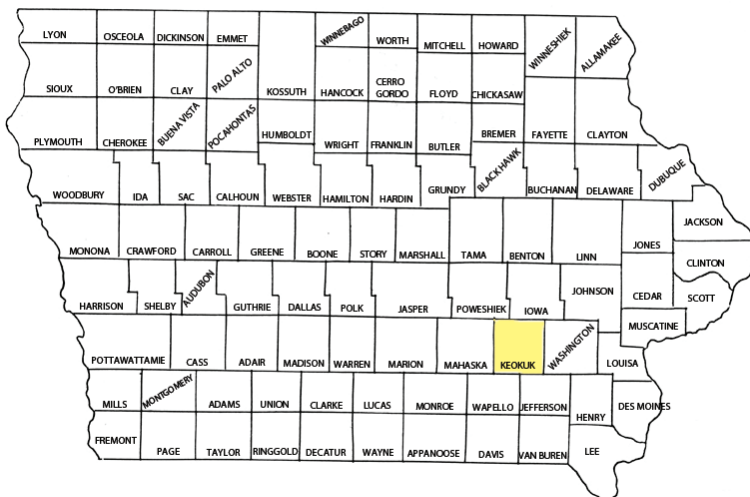 LYON OSCEOLA DICKINSON EMMET WINNEBAGO WORTH MITCHELL HOWARD WINNESHIEK ALLAMAKEE
SIOUX O'BRIEN CLAY PALO ALTO KOSSUTH HANCOCK CERRO GORDO FLOYD CHICKASAW
PLYMOUTH CHEROKEE BUENA VISTA POCAHONTAS HUMBOLDT WRIGHT FRANKLIN BUTLER BREMER FAYETTE CLAYTON
WOODBURY IDA SAC CALHOUN WEBSTER HAMILTON HARDIN GRUNDY BLACK HAWK BUCHANAN DELAWARE DUBUQUE
MONONA CRAWFORD CARROLL GREENE BOONE STORY MARSHALL TAMA BENTON LINN JONES JACKSON
CLINTON
HARRISON SHELBY AUDUBON GUTHRIE DALLAS POLK JASPER POWESHIEK IOWA JOHNSON CEDAR SCOTT
MUSCATINE
POTTAWATTAMIE CASS ADAIR MADISON WARREN MARION MAHASKA KEOKUK WASHINGTON LOUISA
MILLS MONTGOMERY ADAMS UNION CLARKE LUCAS MONROE WAPELLO JEFFERSON HENRY DES MOINES
FREMONT PAGE TAYLOR RINGGOLD DECATUR WAYNE APPANOOSE DAVIS VAN BUREN LEE